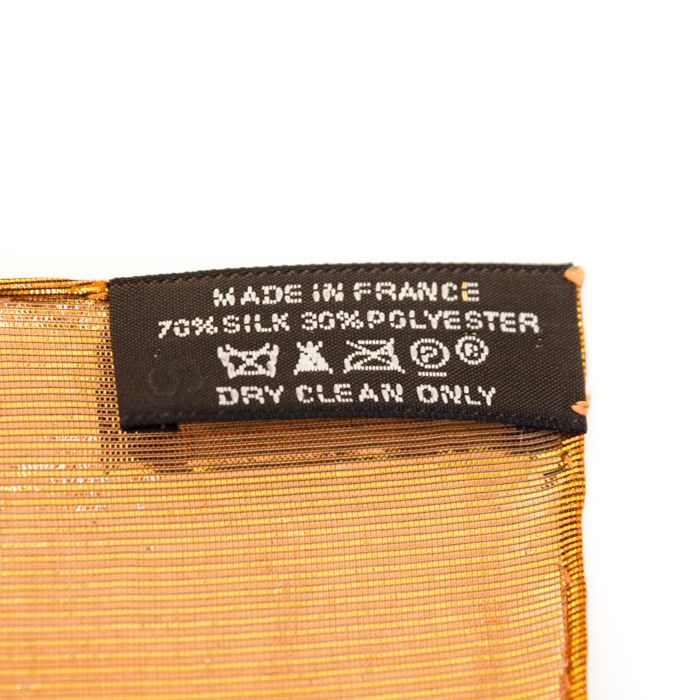 MADE IN FRANCE
70% SILK 30% POLYESTER
P ®
DRY CLEAN ONLY